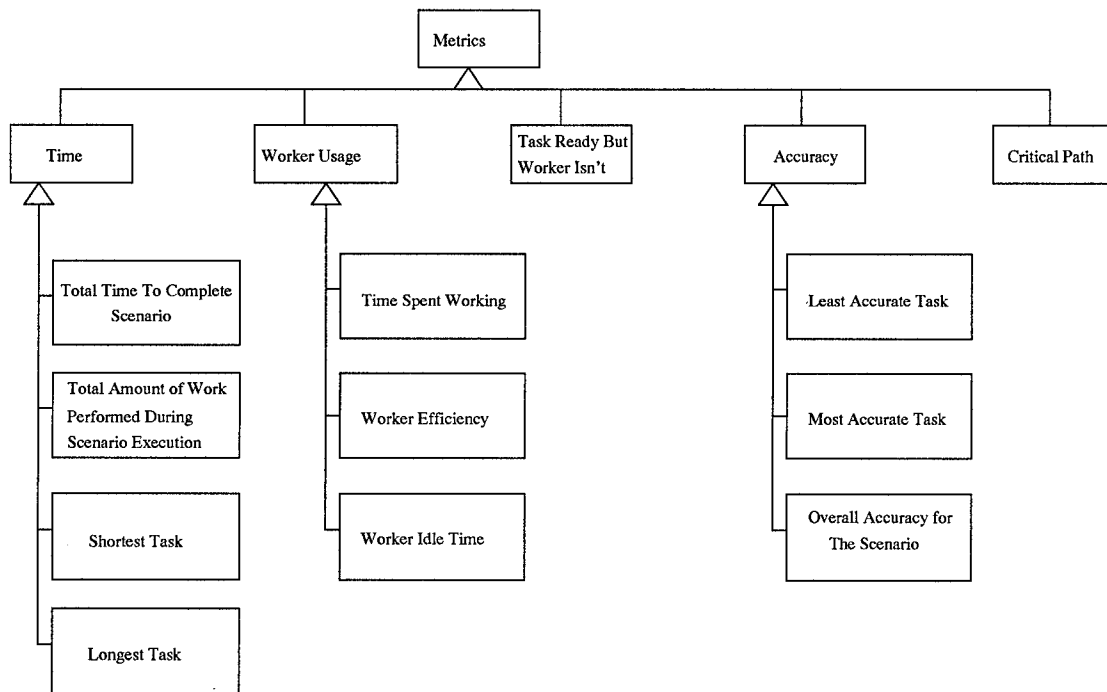 Metrics
Time
Worker Usage
Task Ready But
Worker Isn't
Accuracy
Critical Path
Total Time To Complete
Scenario
Total Amount of Work
Performed During
Scenario Execution
Shortest Task
Longest Task
Time Spent Working
Worker Efficiency
Worker Idle Time
Least Accurate Task
Most Accurate Task
Overall Accuracy for
The Scenario